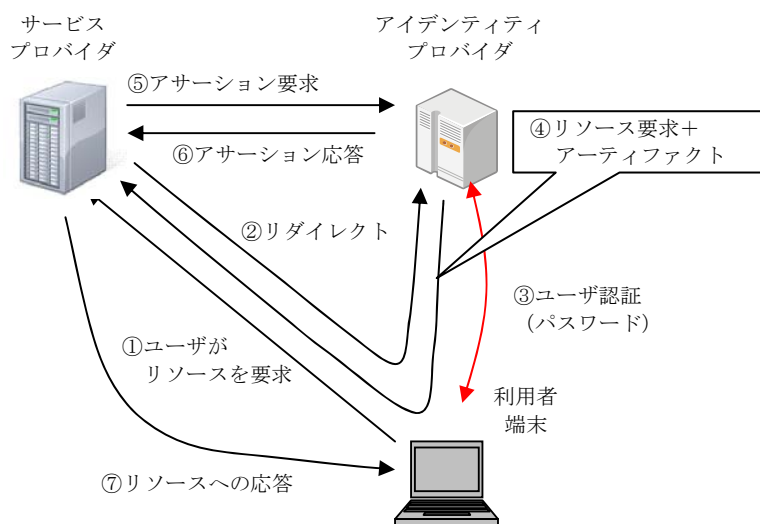 サービス
プロバイダ
アイデンティティ
プロバイダ
⑤アサーション要求
⑥アサーション応答
④リソース要求＋
アーティファクト
②リダイレクト
③ユーザ認証
（パスワード）
①ユーザが
リソースを要求
利用者
端末
⑦リソースへの応答